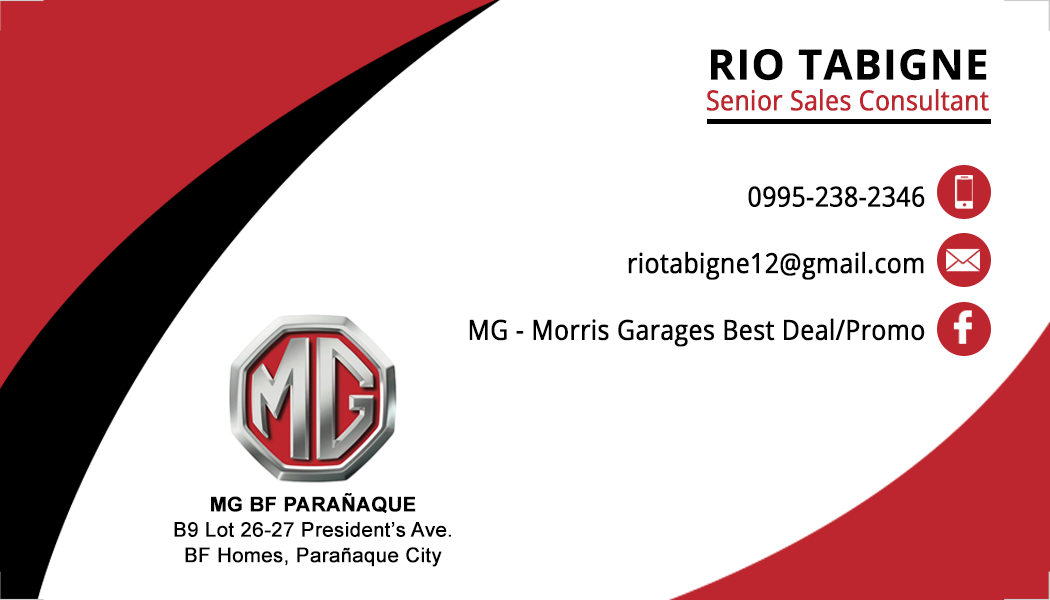 RIO TABIGNE
Senior Sales Consultant
0995-238-2346
riotabigne12@gmail.com
MG - Morris Garages Best Deal/Promo
f
MG
MG BF PARAÑAQUE
B9 Lot 26-27 President’s Ave.
BF Homes, Parañaque City